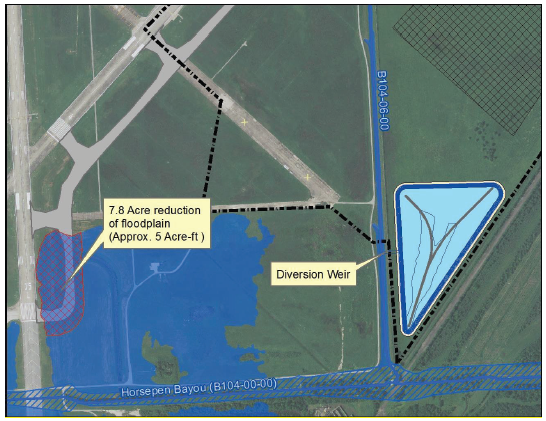 B104-06-00
7.8 Acre reduction
of floodplain
(Approx. 5 Acre-ft )
Diversion Weir
Horsepen Bayou (B104-00-00)